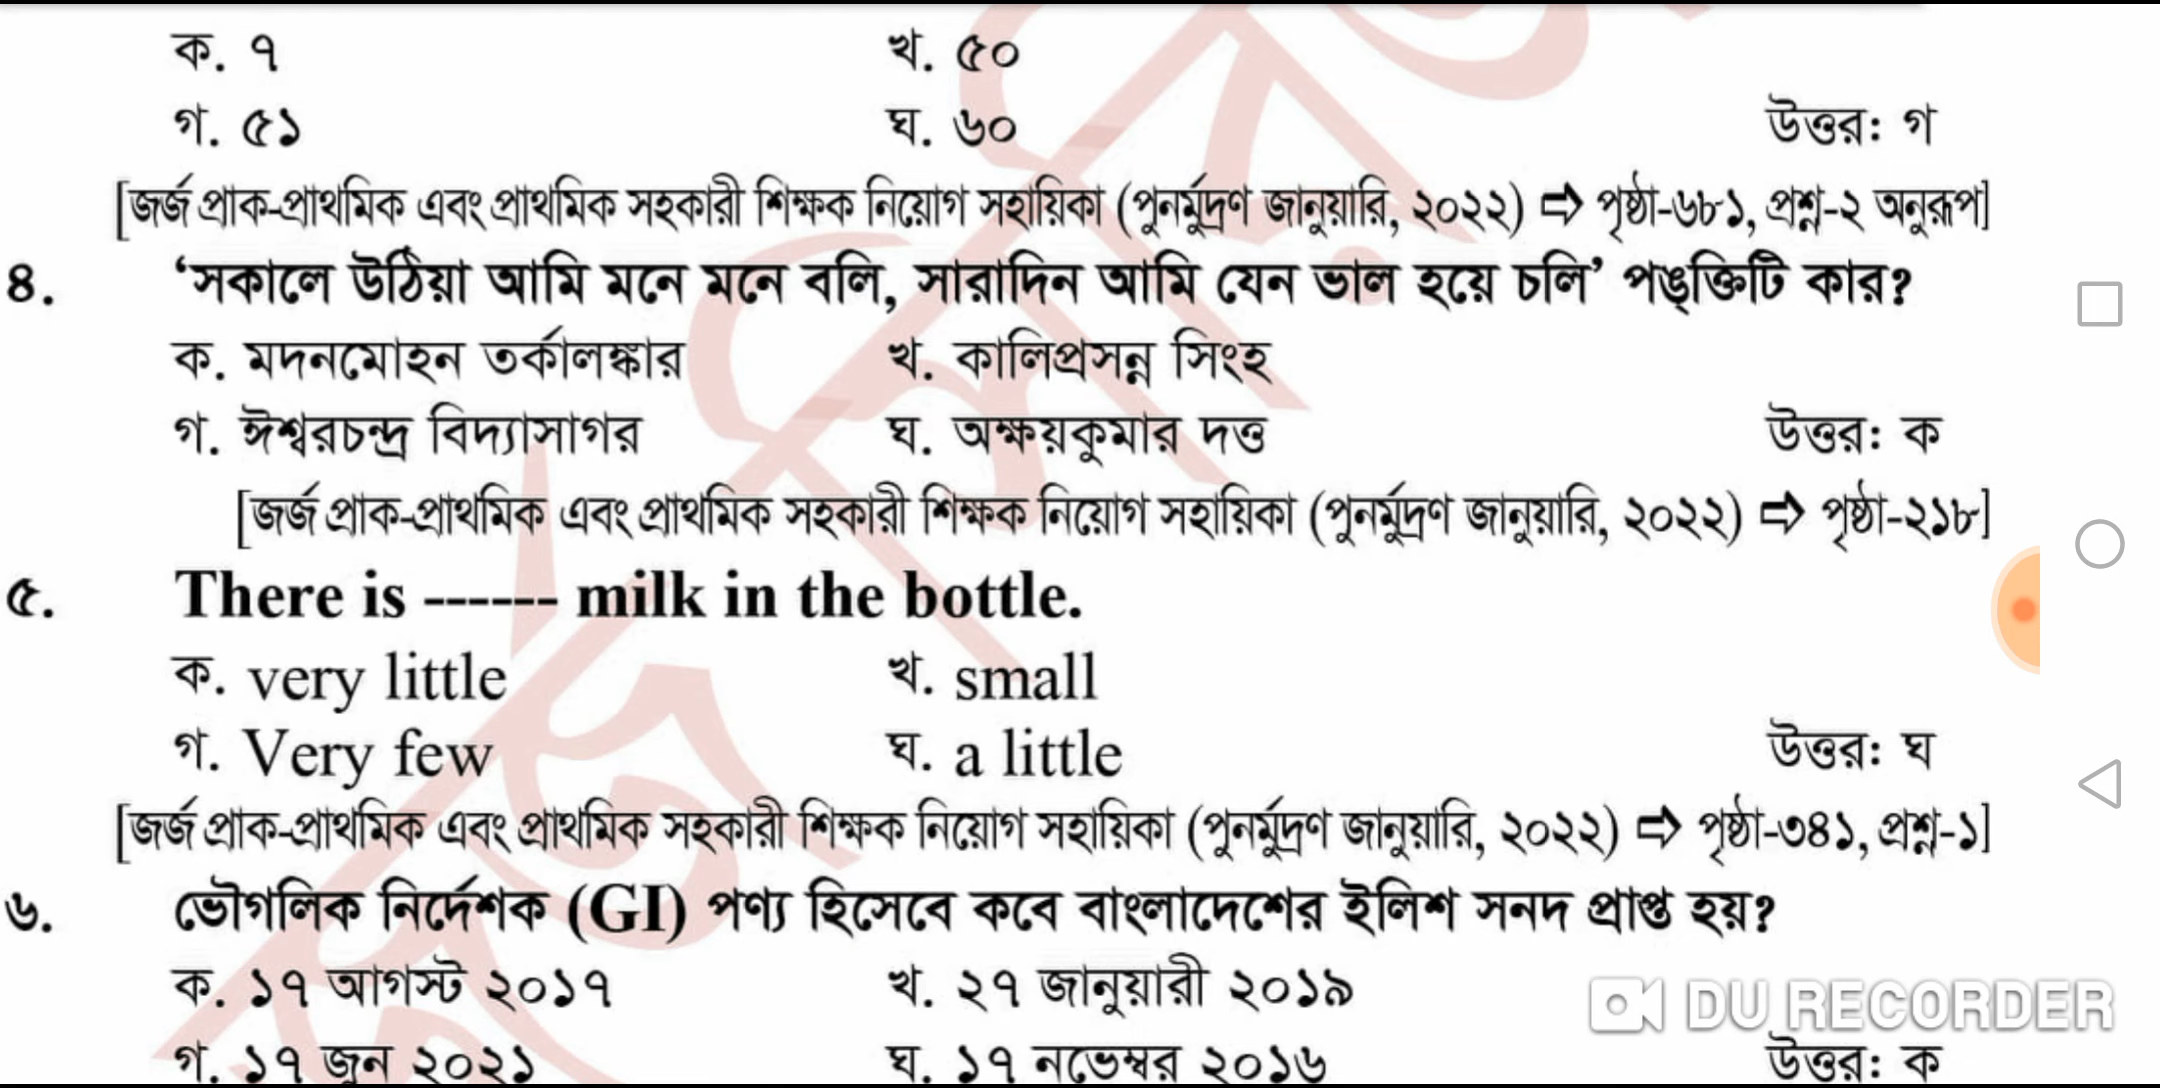 ক. ৭ খ. ৫০
গ. ৫১ ঘ. ৬০ উত্তর: গ
[জর্জ প্রাক-প্রাথমিক এবং প্রাথমিক সহকারী শিক্ষক নিয়োগ সহায়িকা (পুনর্মুদ্রণ জানুয়ারি, ২০২২) ⇨ পৃষ্ঠা-৬৮১, প্রশ্ন-২ অনুরূপ]
৪. ‘সকালে উঠিয়া আমি মনে মনে বলি, সারাদিন আমি যেন ভাল হয়ে চলি’ পঙ্‌ক্তিটি কার?
ক. মদনমোহন তর্কালঙ্কার খ. কালিপ্রসন্ন সিংহ
গ. ঈশ্বরচন্দ্র বিদ্যাসাগর ঘ. অক্ষয়কুমার দত্ত উত্তর: ক
[জর্জ প্রাক-প্রাথমিক এবং প্রাথমিক সহকারী শিক্ষক নিয়োগ সহায়িকা (পুনর্মুদ্রণ জানুয়ারি, ২০২২) ⇨ পৃষ্ঠা-২১৮]
৫. There is ------ milk in the bottle.
ক. very little খ. small
গ. Very few ঘ. a little উত্তর: ঘ
[জর্জ প্রাক-প্রাথমিক এবং প্রাথমিক সহকারী শিক্ষক নিয়োগ সহায়িকা (পুনর্মুদ্রণ জানুয়ারি, ২০২২) ⇨ পৃষ্ঠা-৩৪১, প্রশ্ন-১]
৬. ভৌগলিক নির্দেশক (GI) পণ্য হিসেবে কবে বাংলাদেশের ইলিশ সনদ প্রাপ্ত হয়?
ক. ১৭ আগস্ট ২০১৭ খ. ২৭ জানুয়ারী ২০১৯
DU RECORDER
গ. ১৭ জুন ২০২১ ঘ. ১৭ নভেম্বর ২০১৬ উত্তর: ক